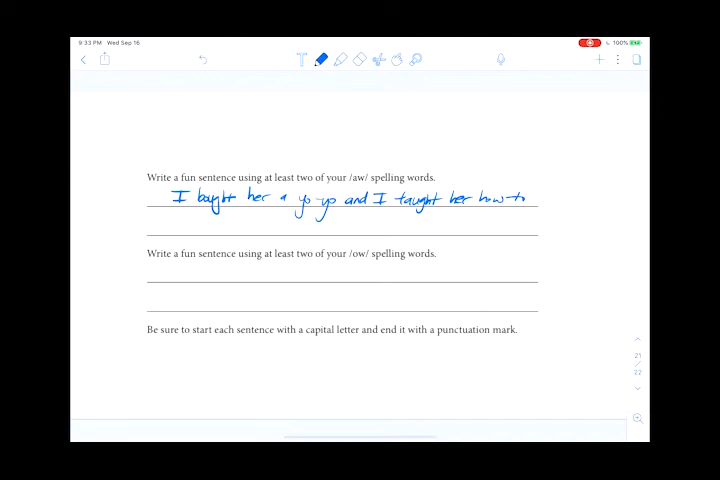 9:33 PM Wed Sep 16 100%
Write a fun sentence using at least two of your /aw/ spelling words.
I bought her a yo yo and I taught her how to
Write a fun sentence using at least two of your /ow/ spelling words.
Be sure to start each sentence with a capital letter and end it with a punctuation mark.
21
/
22